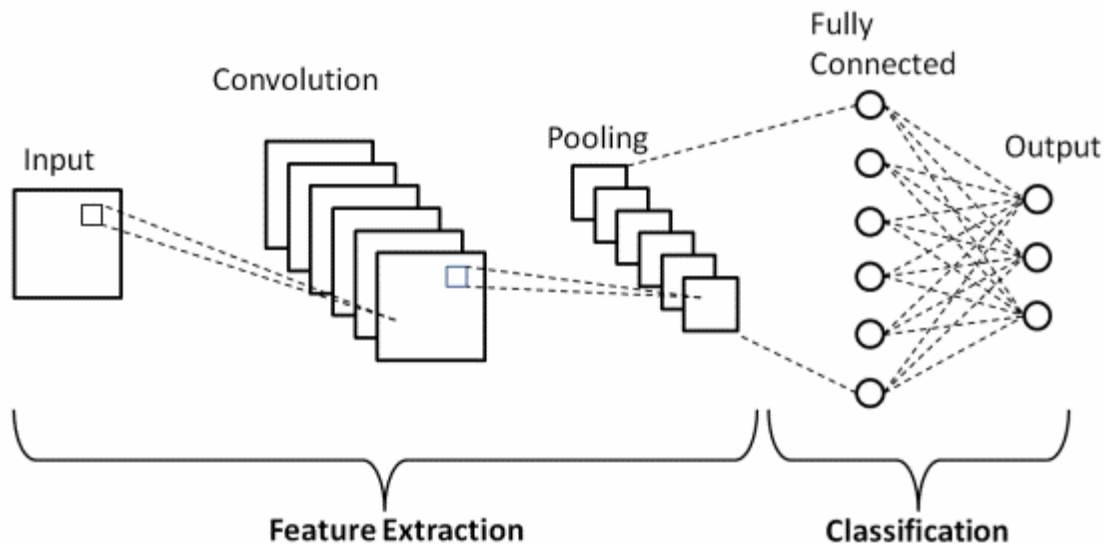 Input
Convolution
Pooling
Fully
Connected
Output
Feature Extraction
Classification